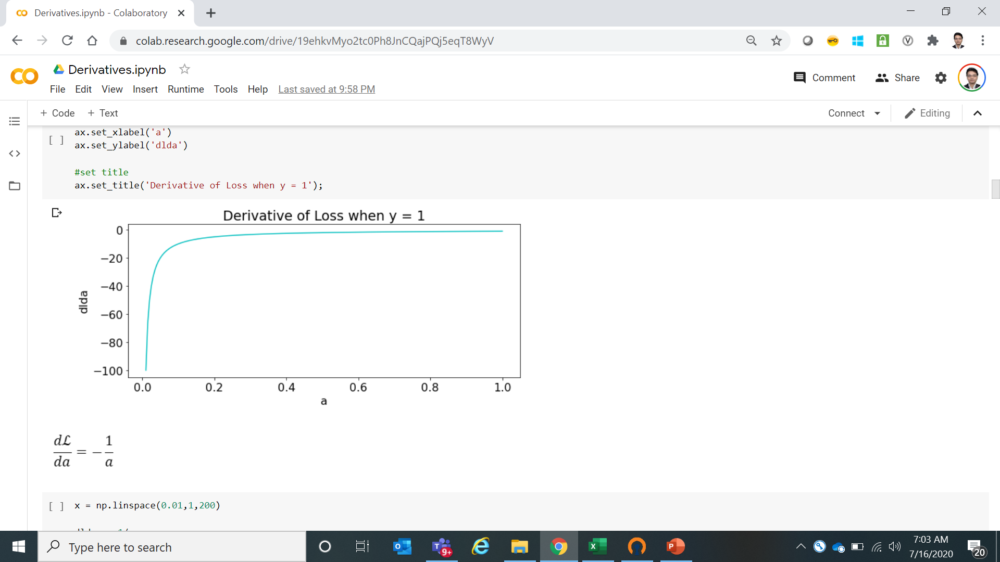 Derivatives.ipynb - Colaboratory
colab.research.google.com/drive/19ehkvMyo2tc0Ph8JnCQajPQj5eqT8WyV
Derivatives.ipynb
File Edit View Insert Runtime Tools Help Last saved at 9:58 PM
Comment Share
+ Code + Text
Connect Editing
[ ]
ax.set_xlabel('a')
ax.set_ylabel('dlda')
#set title
ax.set_title('Derivative of Loss when y = 1');
Derivative of Loss when y = 1
0
−20
−40
−60
−80
−100
dlda
0.0 0.2 0.4 0.6 0.8 1.0
a
dℒ/da = − 1/a
[ ] x = np.linspace(0.01,1,200)
Type here to search
9+
7:03 AM
7/16/2020
20